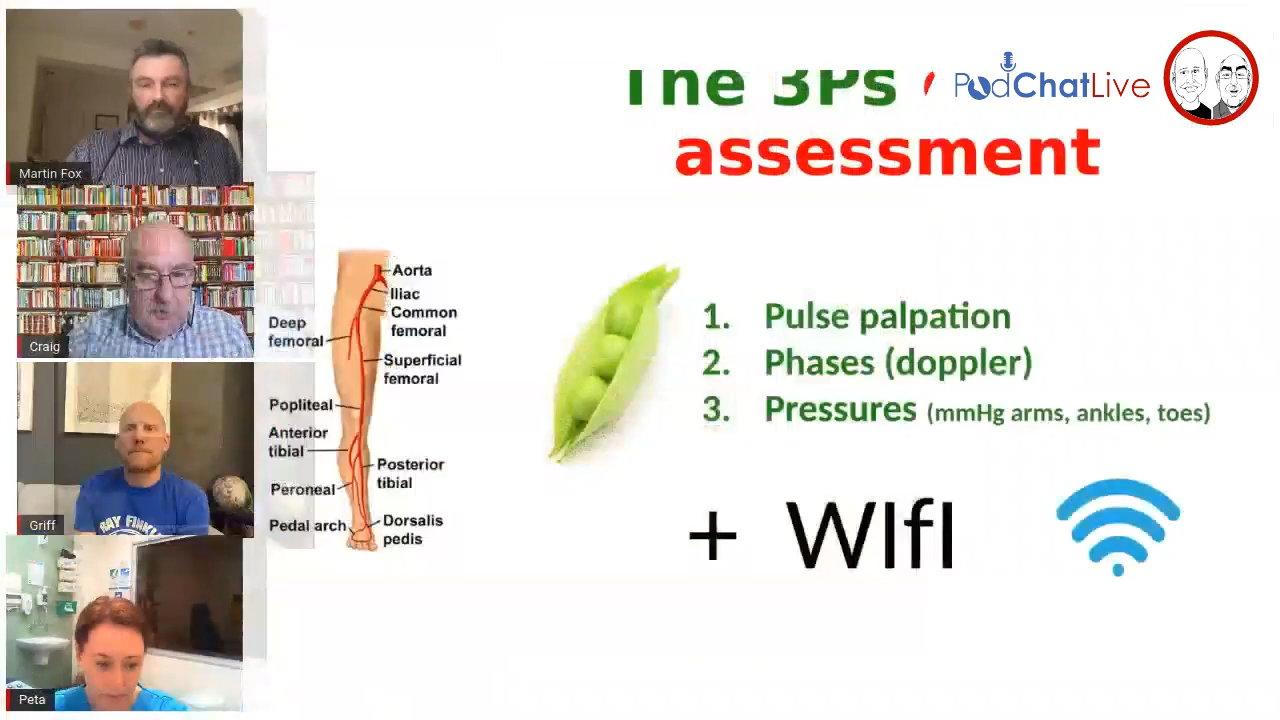 The 3Ps
PodChatLive
assessment
Martin Fox
Craig
Griff
Peta
Aorta
Iliac
Common
femoral
Deep
femoral
Superficial
femoral
Popliteal
Anterior
tibial
Posterior
tibial
Peroneal
Pedal arch
Dorsalis
pedis
1. Pulse palpation
2. Phases (doppler)
3. Pressures (mmHg arms, ankles, toes)
+ WIfI